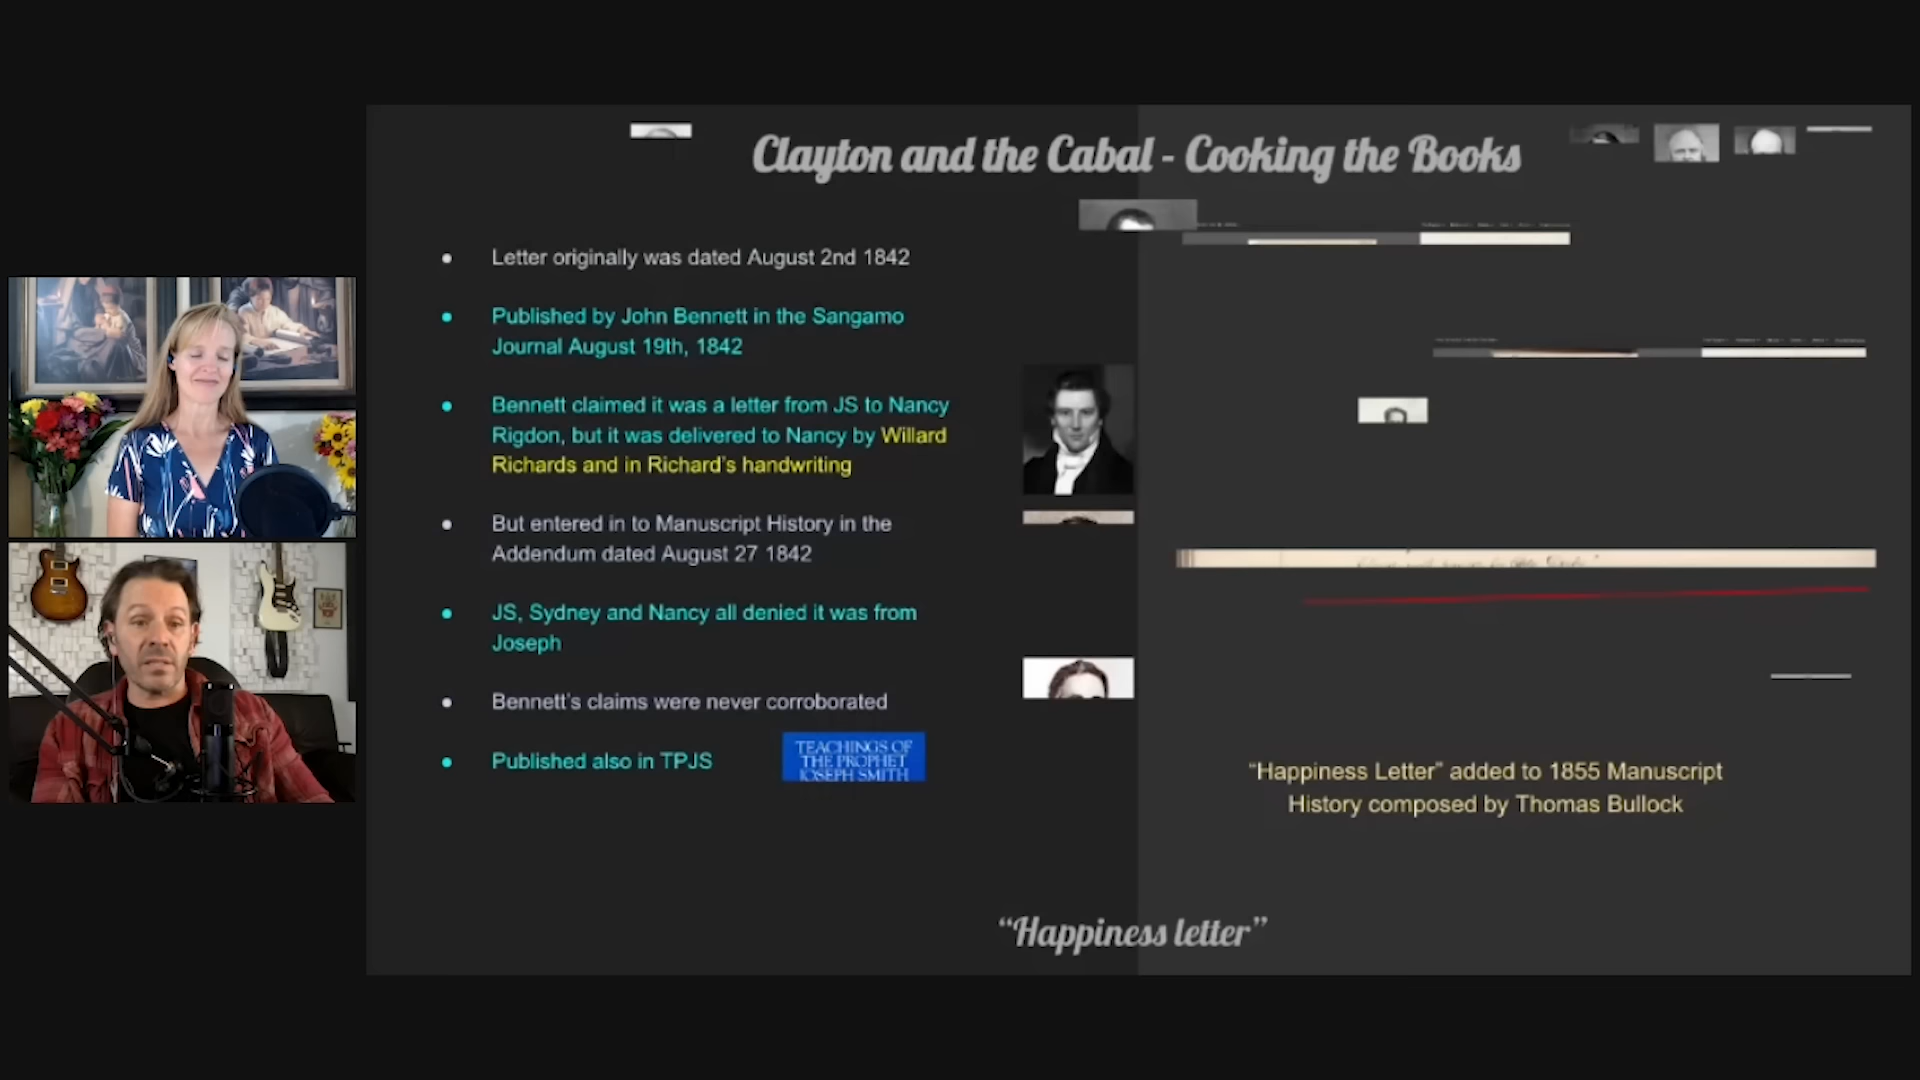 Clayton and the Cabal - Cooking the Books
Letter originally was dated August 2nd 1842
Published by John Bennett in the Sangamo
Journal August 19th, 1842
Bennett claimed it was a letter from JS to Nancy
Rigdon, but it was delivered to Nancy by Willard
Richards and in Richard's handwriting
But entered in to Manuscript History in the
Addendum dated August 27 1842
JS, Sydney and Nancy all denied it was from
Joseph
Bennett's claims were never corroborated
Published also in TPJS
TEACHINGS OF
THE PROPHET
JOSEPH SMITH
"Happiness Letter" added to 1855 Manuscript
History composed by Thomas Bullock
"Happiness letter"